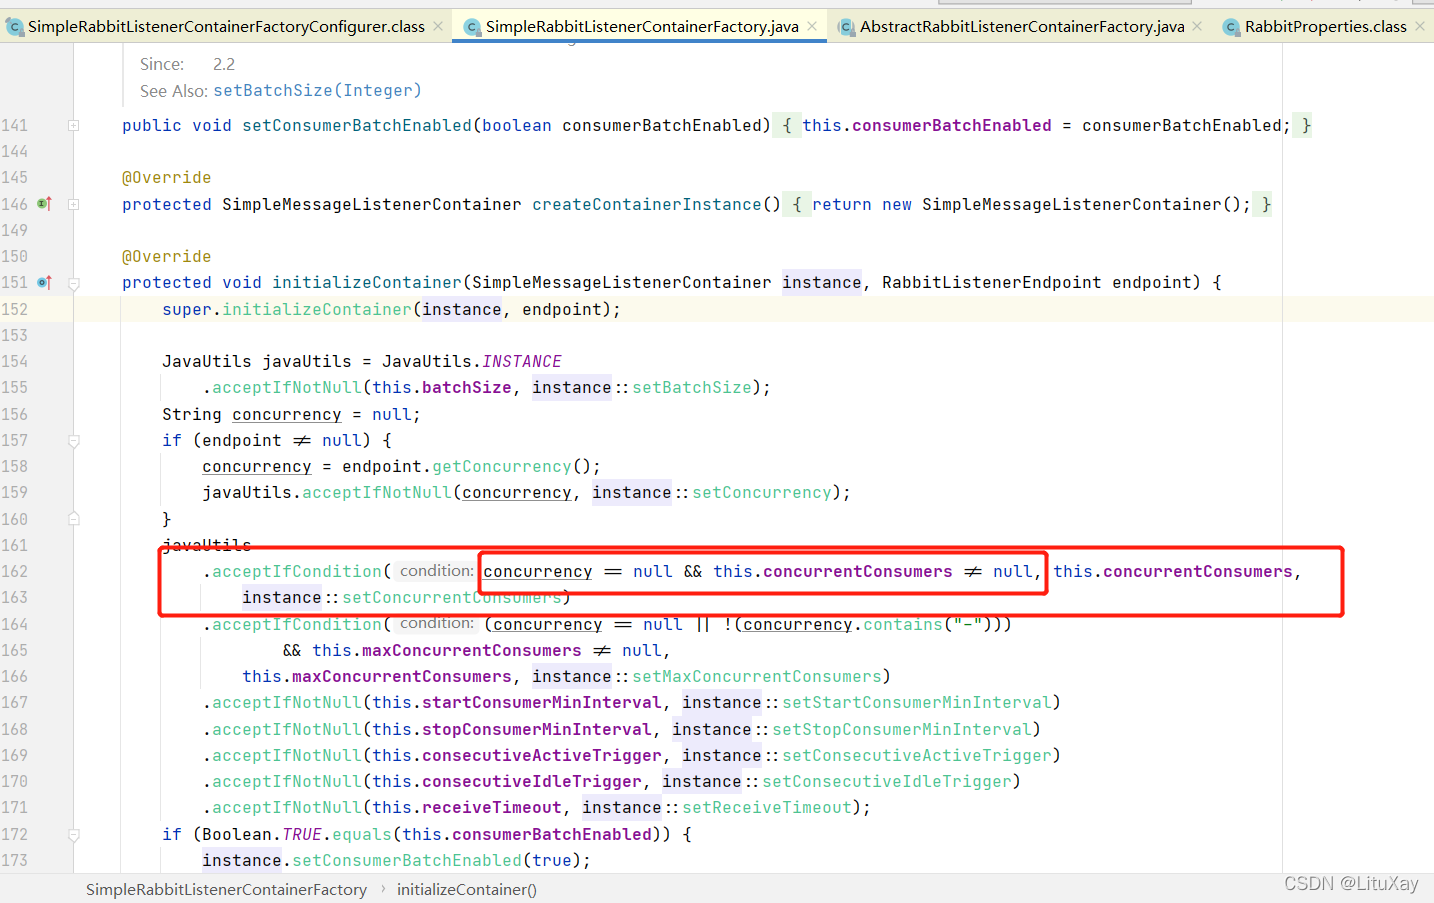 SimpleRabbitListenerContainerFactoryConfigurer.class × SimpleRabbitListenerContainerFactory.java × AbstractRabbitListenerContainerFactory.java × RabbitProperties.class ×
Since: 2.2
See Also: setBatchSize(Integer)
141 public void setConsumerBatchEnabled(boolean consumerBatchEnabled) { this.consumerBatchEnabled = consumerBatchEnabled; }
144
145 @Override
146 protected SimpleMessageListenerContainer createContainerInstance() { return new SimpleMessageListenerContainer(); }
149
150 @Override
151 protected void initializeContainer(SimpleMessageListenerContainer instance, RabbitListenerEndpoint endpoint) {
152 super.initializeContainer(instance, endpoint);
153
154 JavaUtils javaUtils = JavaUtils.INSTANCE
155 .acceptIfNotNull(this.batchSize, instance::setBatchSize);
156 String concurrency = null;
157 if (endpoint ≠ null) {
158 concurrency = endpoint.getConcurrency();
159 javaUtils.acceptIfNotNull(concurrency, instance::setConcurrency);
160 }
161 javaUtils
162 .acceptIfCondition( condition: concurrency == null && this.concurrentConsumers ≠ null, this.concurrentConsumers,
163 instance::setConcurrentConsumers)
164 .acceptIfCondition( condition: (concurrency == null || !(concurrency.contains("-")))
165 && this.maxConcurrentConsumers ≠ null,
166 this.maxConcurrentConsumers, instance::setMaxConcurrentConsumers)
167 .acceptIfNotNull(this.startConsumerMinInterval, instance::setStartConsumerMinInterval)
168 .acceptIfNotNull(this.stopConsumerMinInterval, instance::setStopConsumerMinInterval)
169 .acceptIfNotNull(this.consecutiveActiveTrigger, instance::setConsecutiveActiveTrigger)
170 .acceptIfNotNull(this.consecutiveIdleTrigger, instance::setConsecutiveIdleTrigger)
171 .acceptIfNotNull(this.receiveTimeout, instance::setReceiveTimeout);
172 if (Boolean.TRUE.equals(this.consumerBatchEnabled)) {
173 instance.setConsumerBatchEnabled(true);
SimpleRabbitListenerContainerFactory › initializeContainer()
CSDN @LituXay